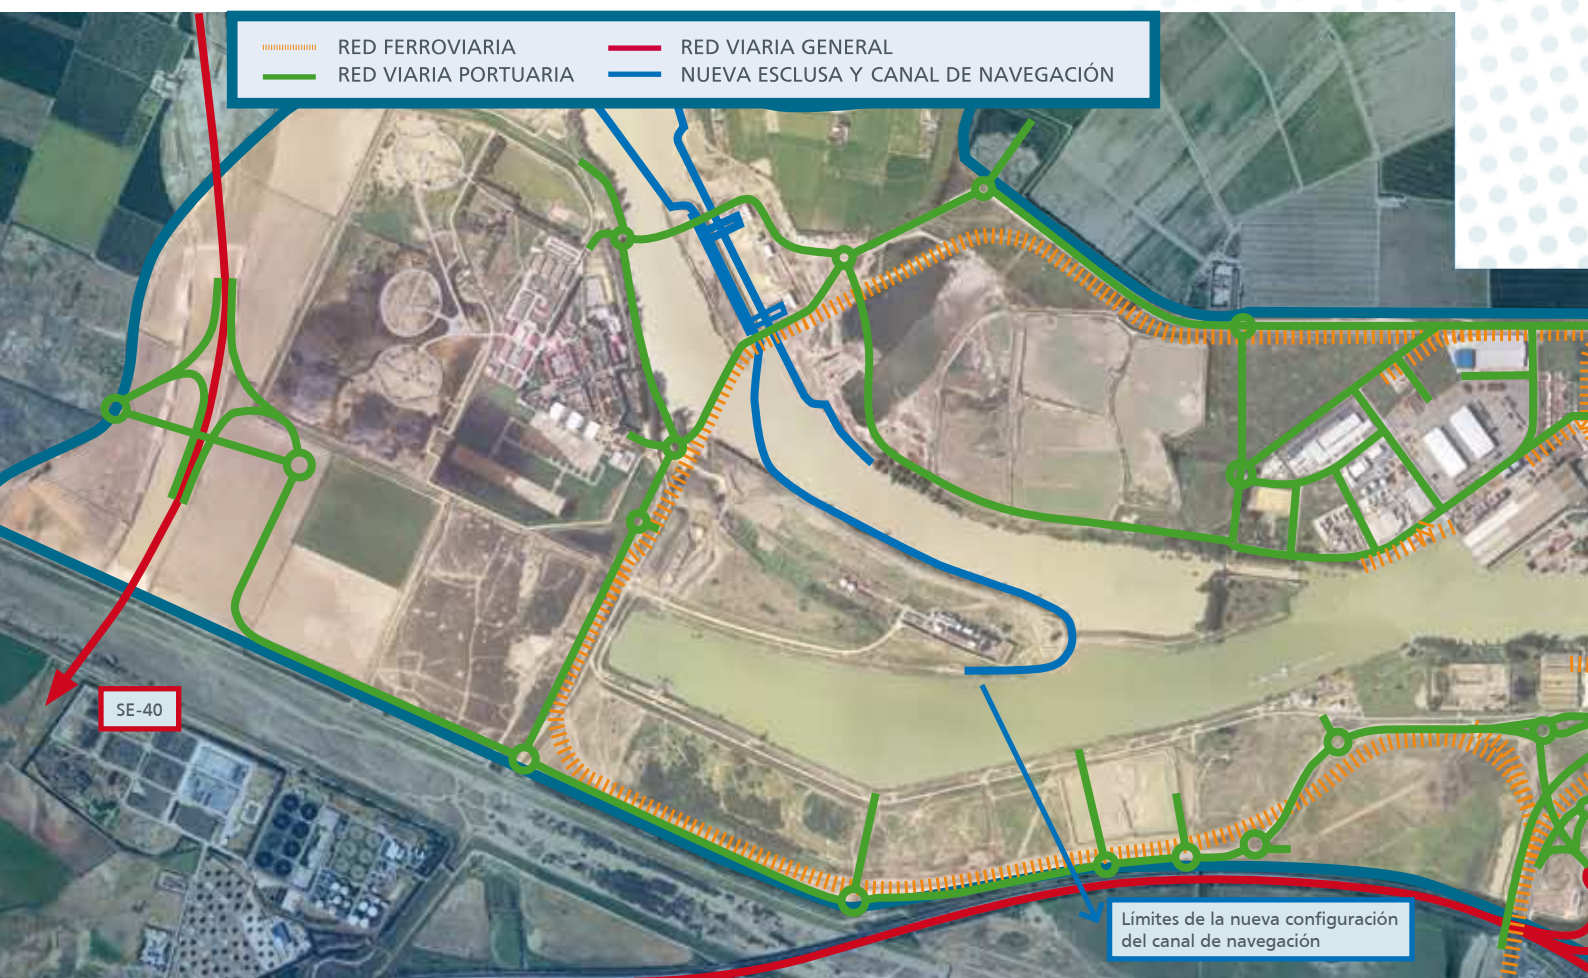 RED FERROVIARIA
RED VIARIA PORTUARIA
RED VIARIA GENERAL
NUEVA ESCLUSA Y CANAL DE NAVEGACIÓN
SE-40
Límites de la nueva configuración
del canal de navegación